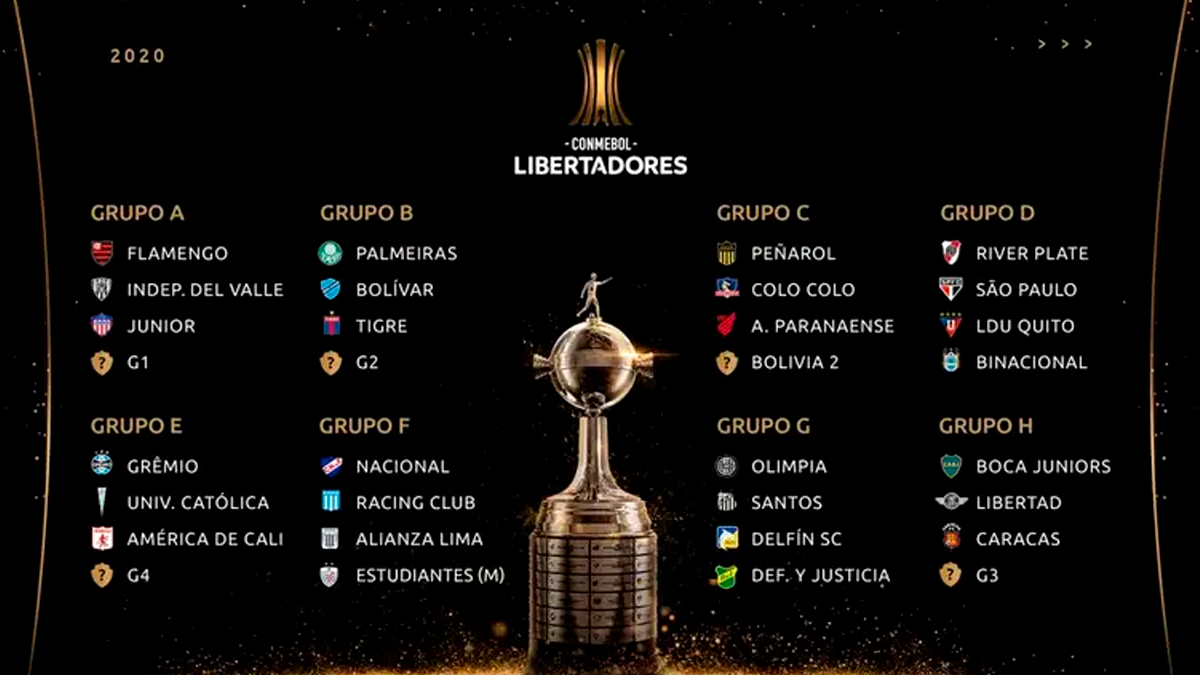 2020
> > >
- CONMEBOL -
LIBERTADORES
GRUPO A
FLAMENGO
INDEP. DEL VALLE
JUNIOR
? G1
GRUPO B
PALMEIRAS
BOLÍVAR
TIGRE
? G2
GRUPO C
PEÑAROL
COLO COLO
A. PARANAENSE
? BOLIVIA 2
GRUPO D
RIVER PLATE
SÃO PAULO
LDU QUITO
BINACIONAL
GRUPO E
GRÊMIO
UNIV. CATÓLICA
AMÉRICA DE CALI
? G4
GRUPO F
NACIONAL
RACING CLUB
ALIANZA LIMA
ESTUDIANTES (M)
GRUPO G
OLIMPIA
SANTOS
DELFÍN SC
DEF. Y JUSTICIA
GRUPO H
BOCA JUNIORS
LIBERTAD
CARACAS
? G3